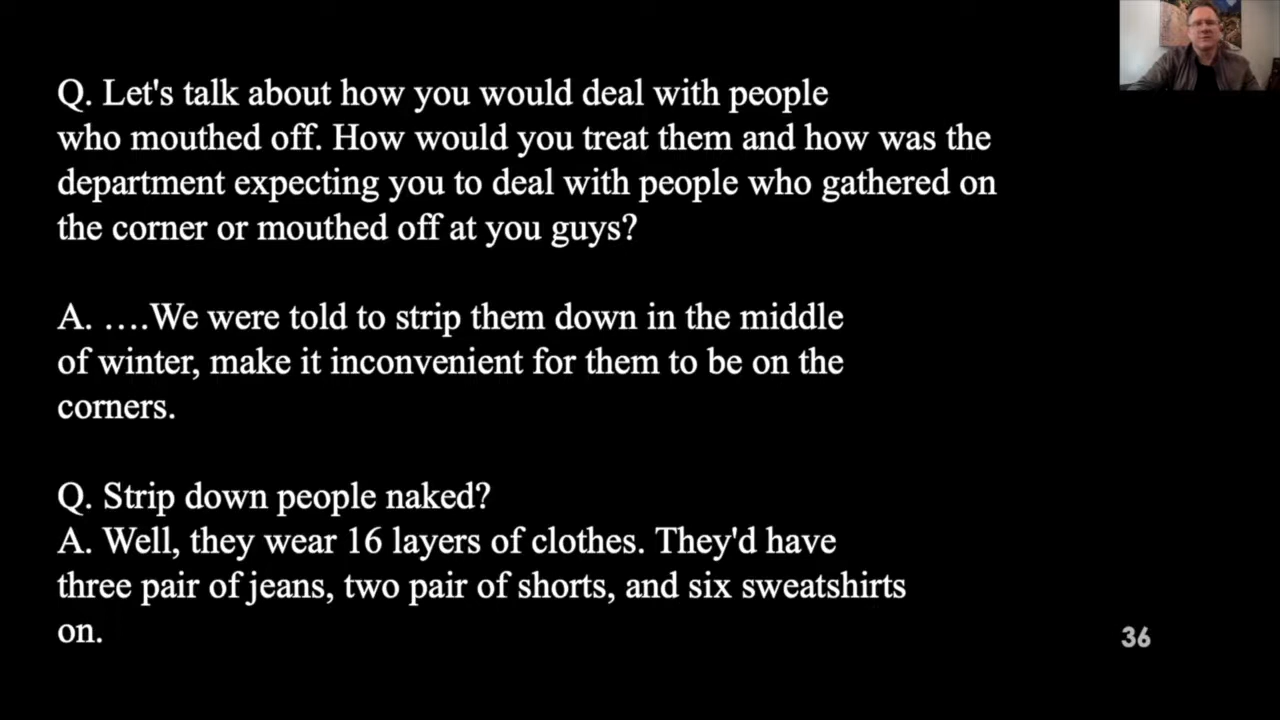 Q. Let's talk about how you would deal with people
who mouthed off. How would you treat them and how was the
department expecting you to deal with people who gathered on
the corner or mouthed off at you guys?
A. ….We were told to strip them down in the middle
of winter, make it inconvenient for them to be on the
corners.
Q. Strip down people naked?
A. Well, they wear 16 layers of clothes. They'd have
three pair of jeans, two pair of shorts, and six sweatshirts
on.
36